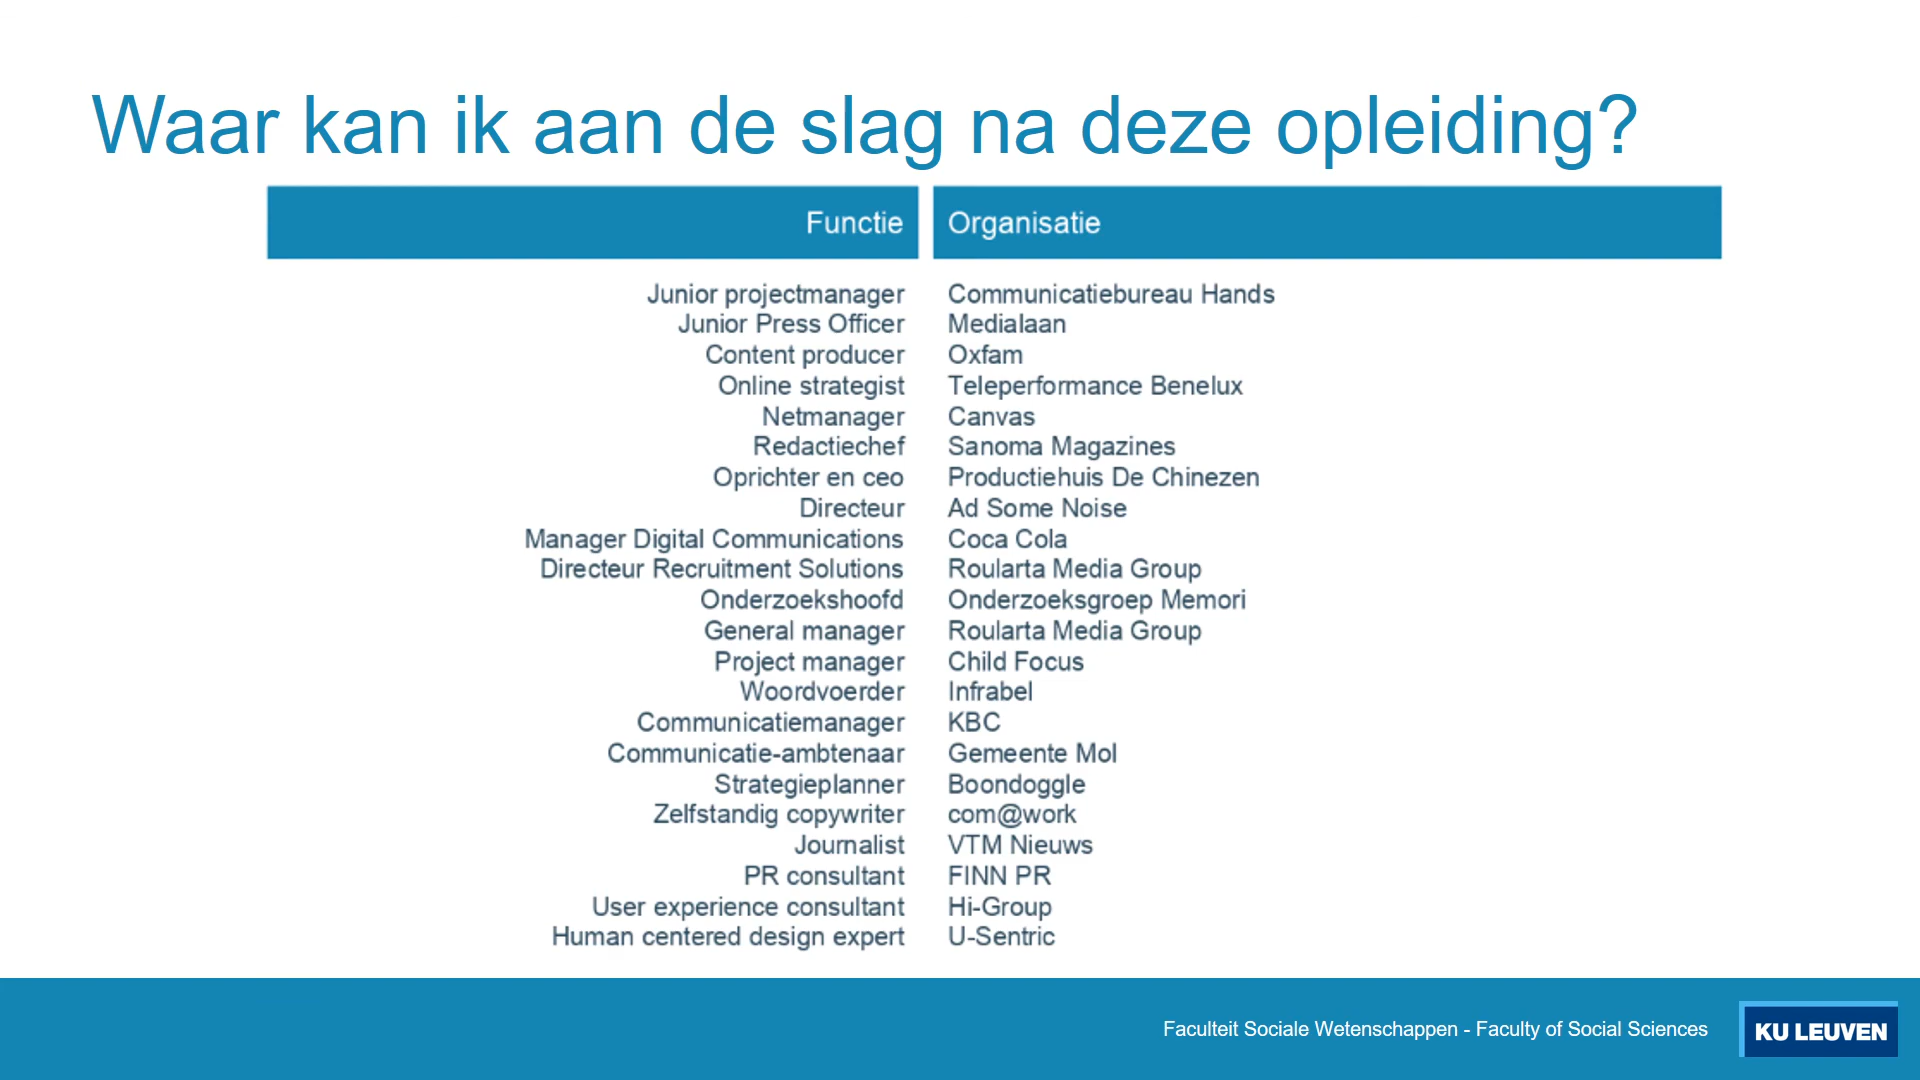 Waar kan ik aan de slag na deze opleiding?
Functie Organisatie
Junior projectmanager Communicatiebureau Hands
Junior Press Officer Medialaan
Content producer Oxfam
Online strategist Teleperformance Benelux
Netmanager Canvas
Redactiechef Sanoma Magazines
Oprichter en ceo Productiehuis De Chinezen
Directeur Ad Some Noise
Manager Digital Communications Coca Cola
Directeur Recruitment Solutions Roularta Media Group
Onderzoekshoofd Onderzoeksgroep Memori
General manager Roularta Media Group
Project manager Child Focus
Woordvoerder Infrabel
Communicatiemanager KBC
Communicatie-ambtenaar Gemeente Mol
Strategieplanner Boondoggle
Zelfstandig copywriter com@work
Journalist VTM Nieuws
PR consultant FINN PR
User experience consultant Hi-Group
Human centered design expert U-Sentric
Faculteit Sociale Wetenschappen - Faculty of Social Sciences
KU LEUVEN